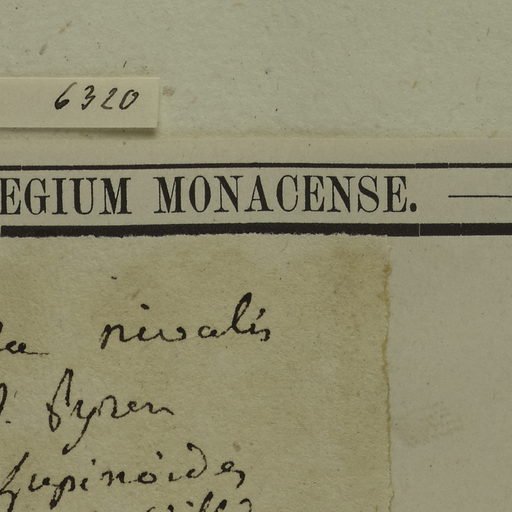 6320
EGIUM MONACENSE.
nivalis
Pyren
lupinoides